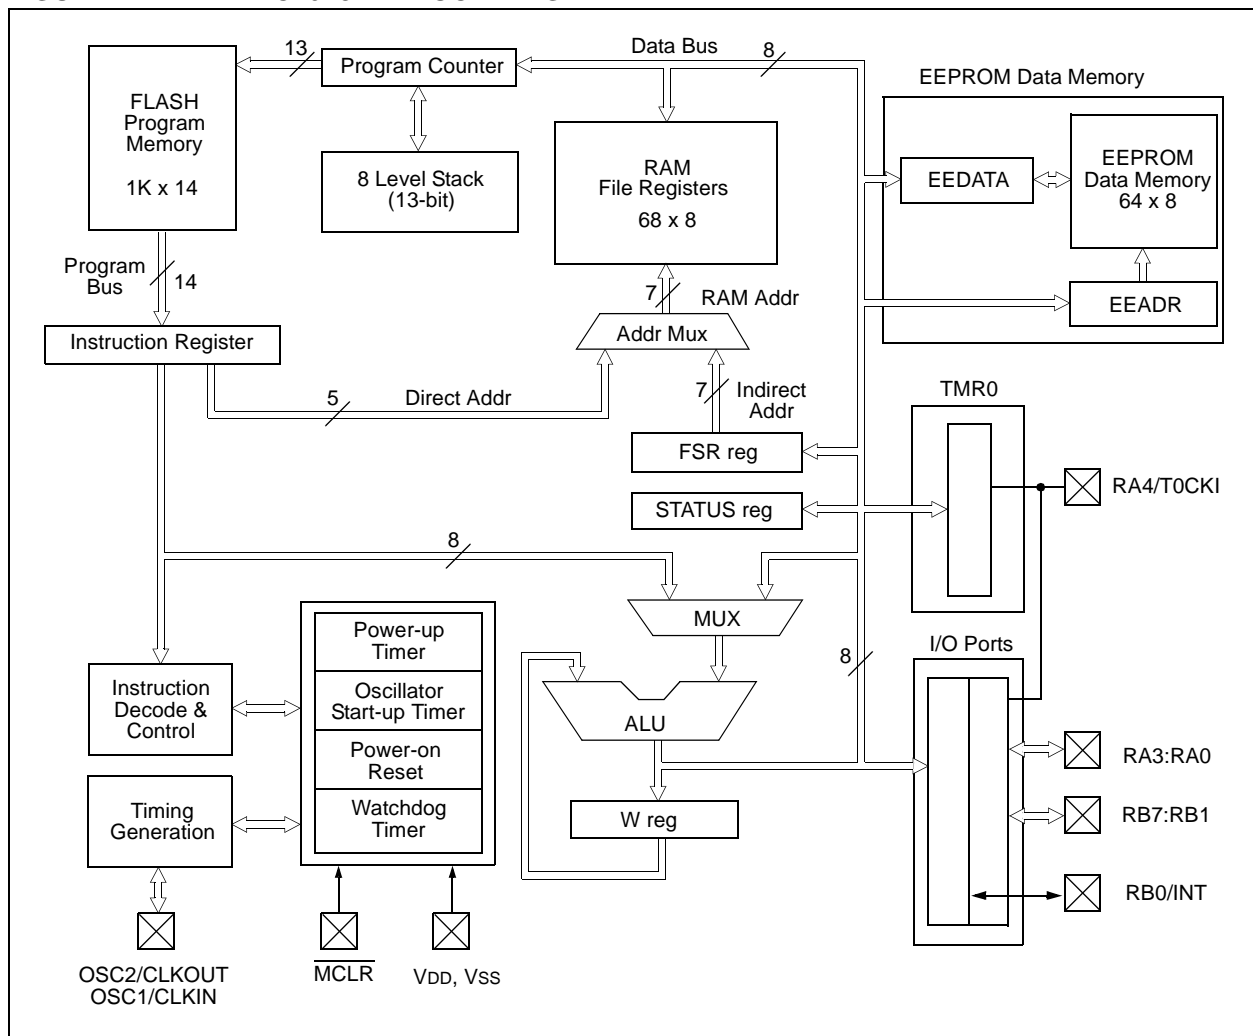 13
Program Counter
Data Bus
8
EEPROM Data Memory
FLASH
Program
Memory
1K x 14
8 Level Stack
(13-bit)
RAM
File Registers
68 x 8
EEDATA
EEPROM
Data Memory
64 x 8
EEADR
Program
Bus
14
7
RAM Addr
Instruction Register
Addr Mux
5
Direct Addr
7
Indirect
Addr
TMR0
FSR reg
STATUS reg
RA4/T0CKI
8
MUX
Power-up
Timer
8
I/O Ports
Instruction
Decode &
Control
Oscillator
Start-up Timer
ALU
Power-on
Reset
RA3:RA0
Timing
Generation
Watchdog
Timer
W reg
RB7:RB1
RB0/INT
OSC2/CLKOUT
OSC1/CLKIN
MCLR
VDD, VSS